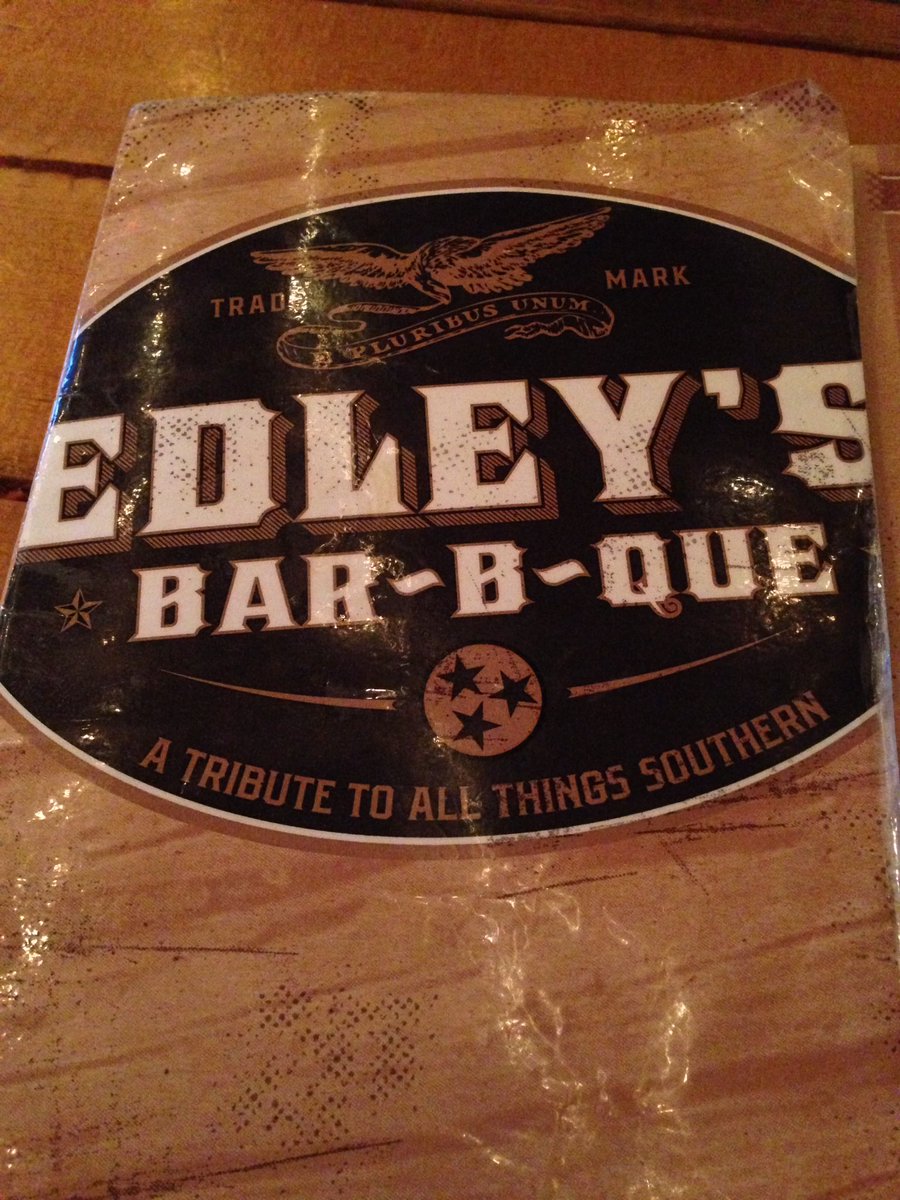 TRADE MARK
E PLURIBUS UNUM
EDLEY'S
BAR-B-QUE
A TRIBUTE TO ALL THINGS SOUTHERN